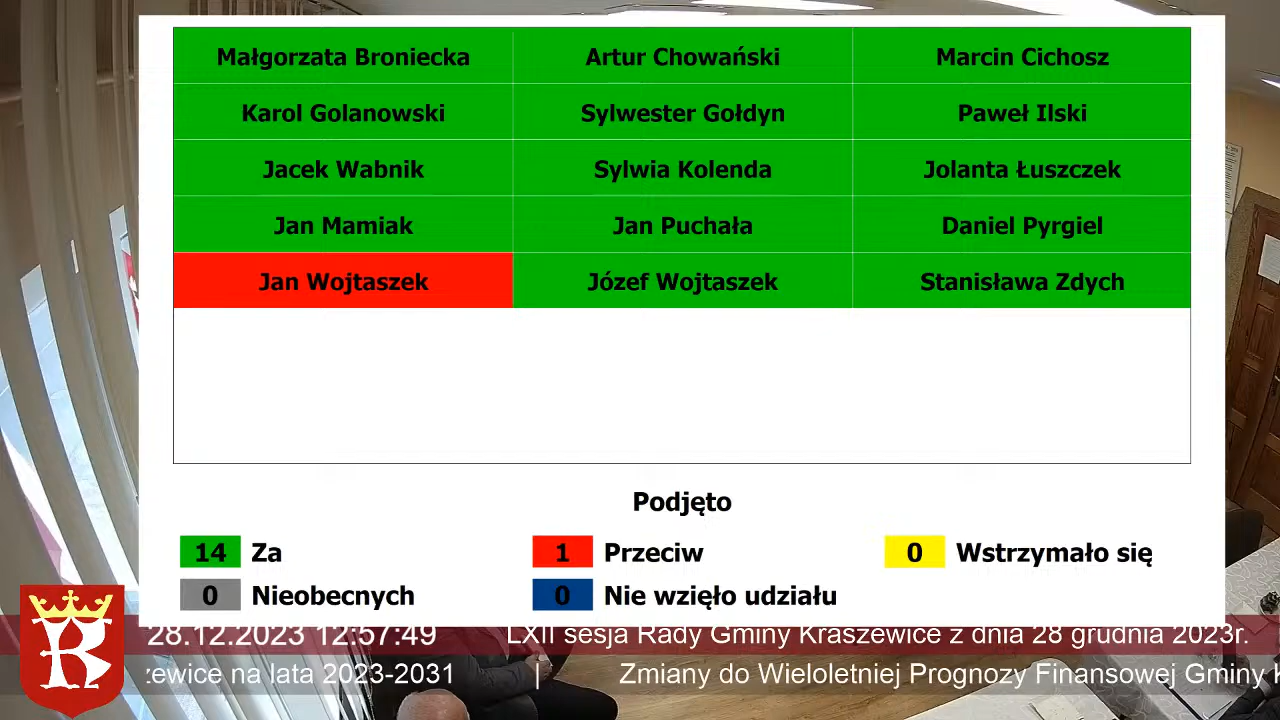 Małgorzata Broniecka Artur Chowański Marcin Cichosz
Karol Golanowski Sylwester Gołdyn Paweł Ilski
Jacek Wabnik Sylwia Kolenda Jolanta Łuszczek
Jan Mamiak Jan Puchała Daniel Pyrgiel
Jan Wojtaszek Józef Wojtaszek Stanisława Zdych
Podjęto
14 Za 1 Przeciw 0 Wstrzymało się
0 Nieobecnych 0 Nie wzięło udziału
28.12.2023 12:57:49 LXII sesja Rady Gminy Kraszewice z dnia 28 grudnia 2023r.
zewice na lata 2023-2031 | Zmiany do Wieloletniej Prognozy Finansowej Gminy K